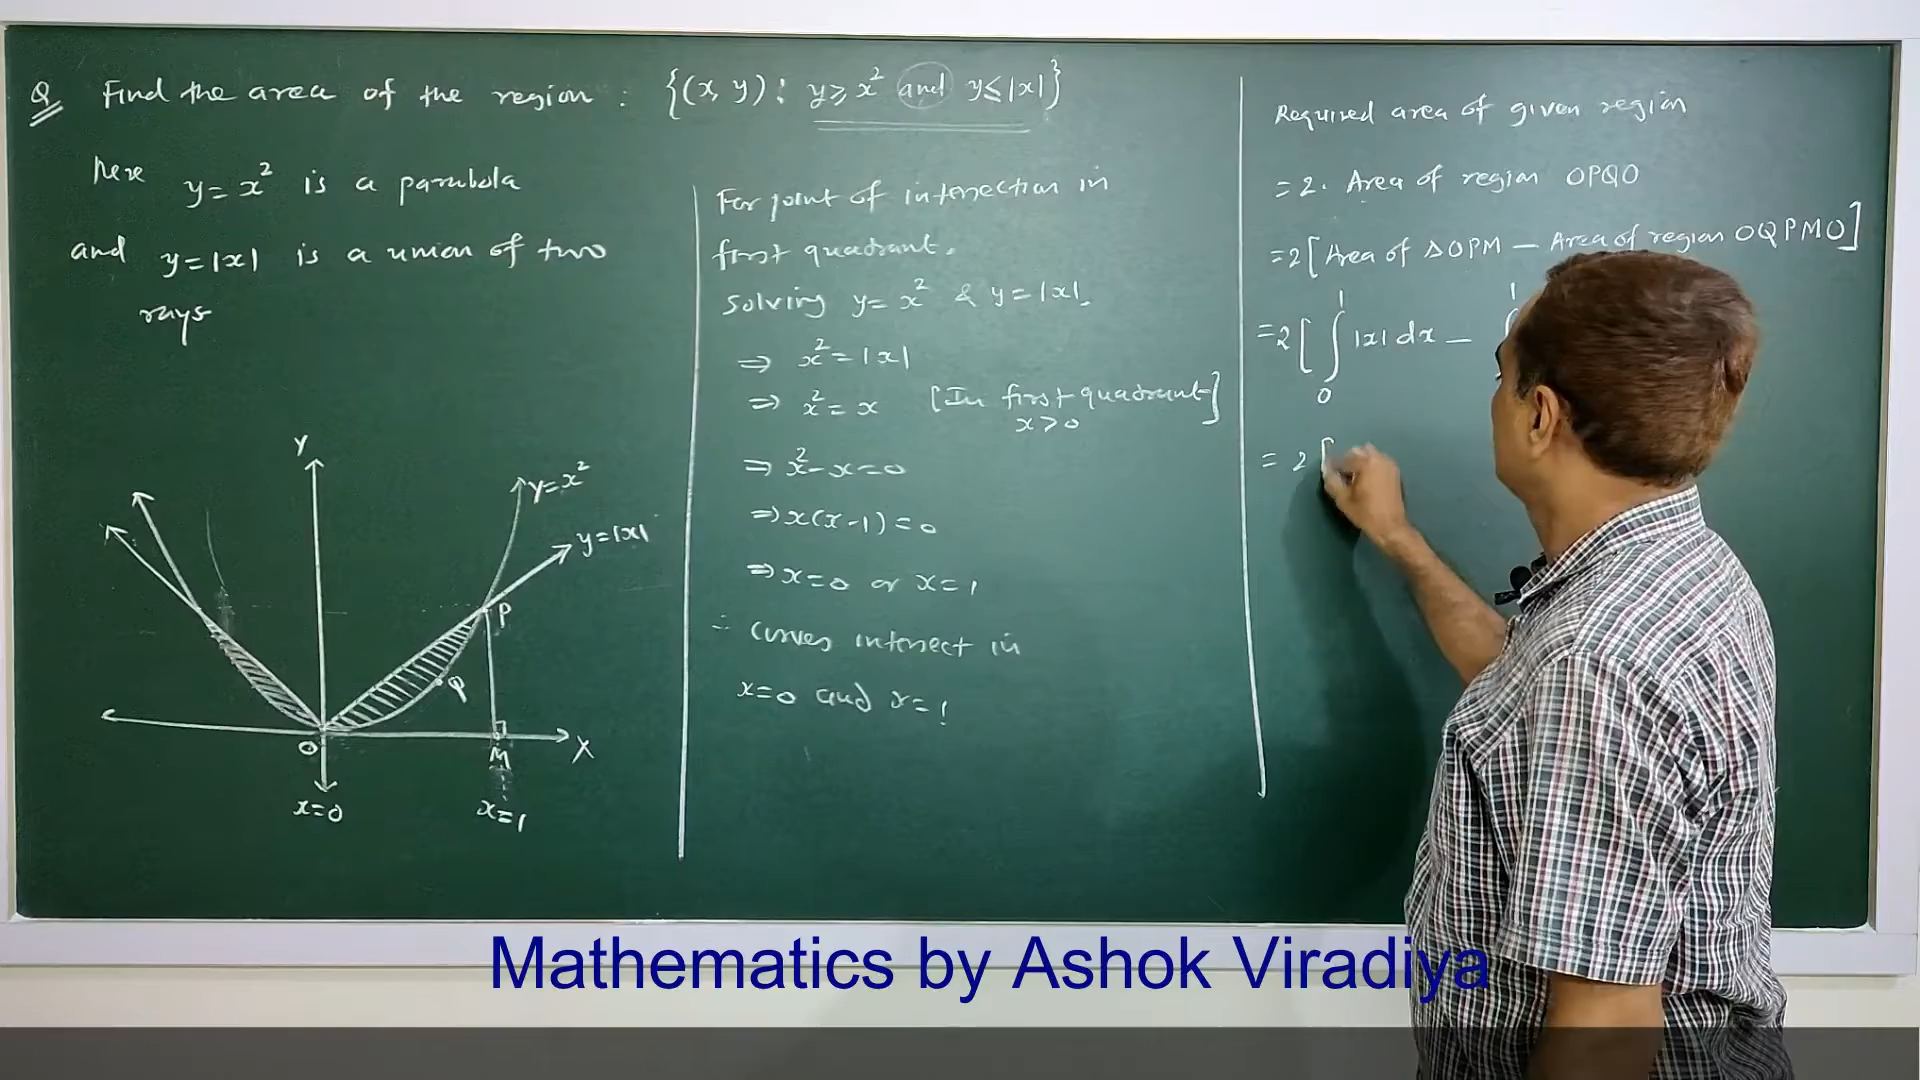 Q Find the area of the region : {(x, y) : y ≥ x² and y ≤ |x|}
here y = x² is a parabola
and y = |x| is a union of two
rays
Y
y = x²
y = |x|
P
Q
O
M
X
x = 0
x = 1
For point of intersection in
first quadrant.
Solving y = x² & y = |x|.
⇒ x² = |x|
⇒ x² = x [In first quadrant]
x > 0
⇒ x² - x = 0
⇒ x(x - 1) = 0
⇒ x = 0 or x = 1
∴ Curves intersect in
x = 0 and x = 1
Required area of given region
= 2. Area of region OPQO
= 2 [Area of ΔOPM — Area of region OQPMO]
= 2 [ ∫₀¹ |x| dx — ∫¹
= 2 [
Mathematics by Ashok Viradiya